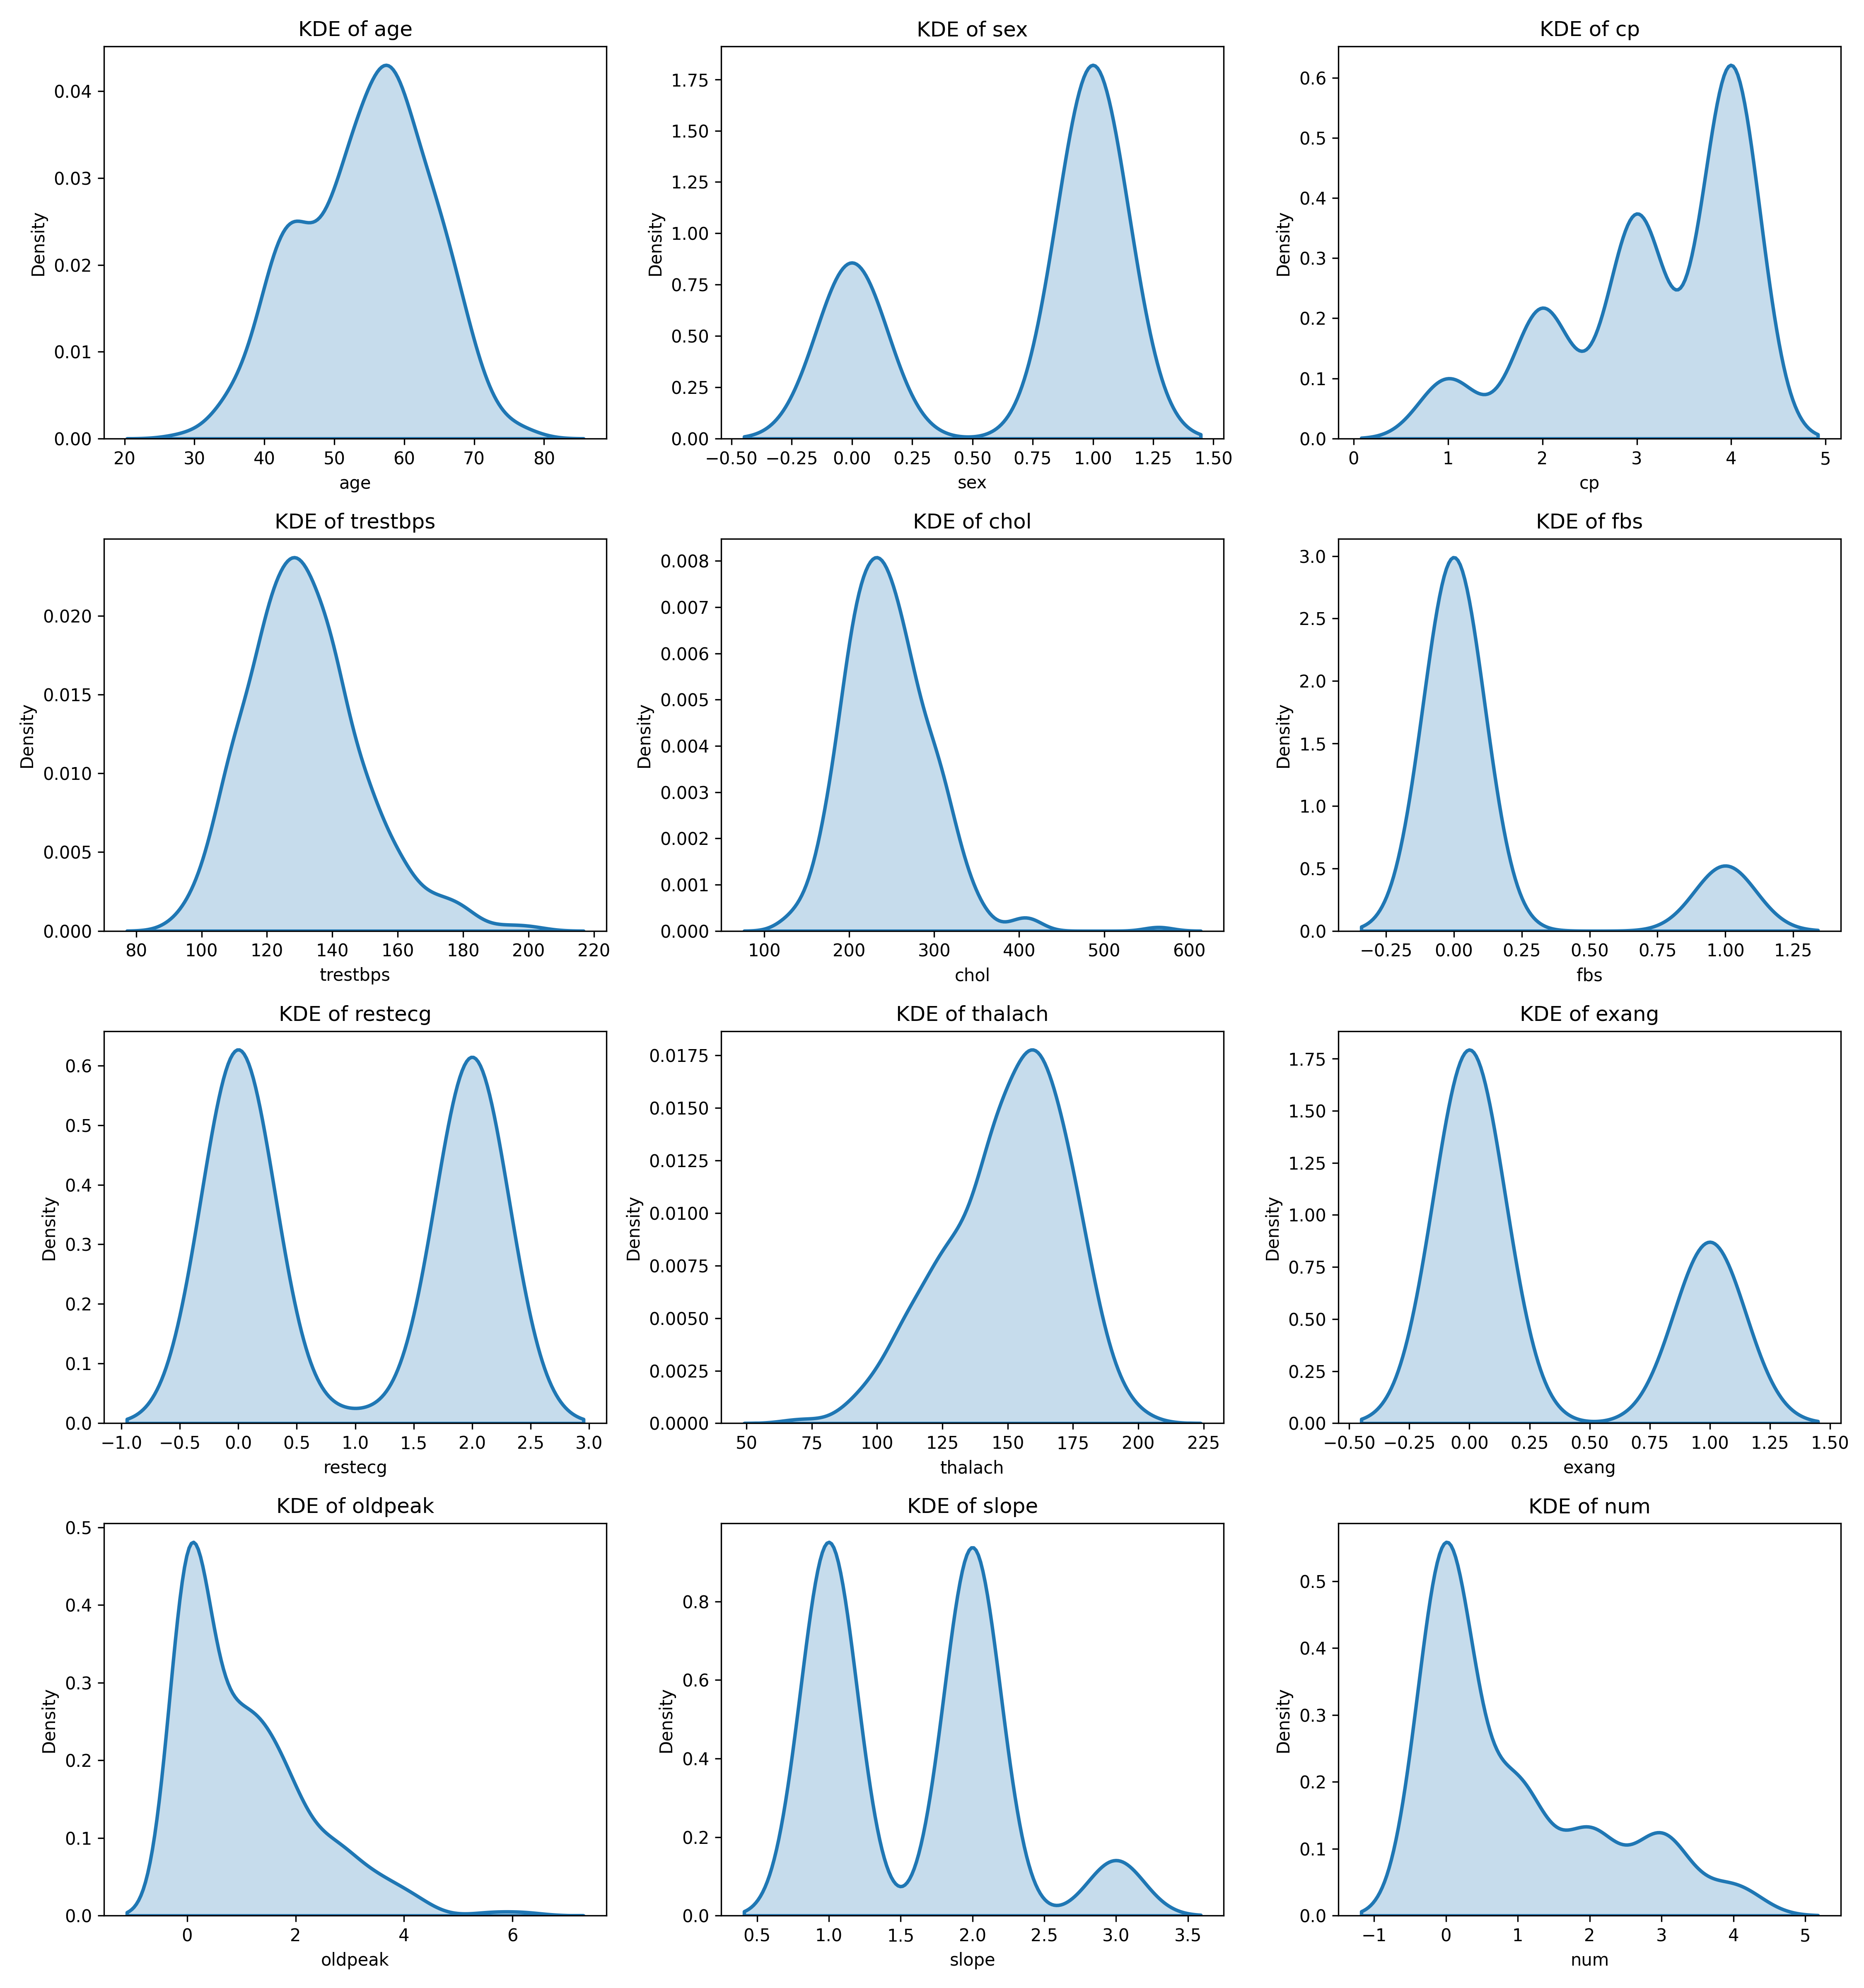 KDE of age
KDE of sex
KDE of cp
0.04
0.03
0.02
0.01
0.00
Density
20 30 40 50 60 70 80
age
1.75
1.50
1.25
1.00
0.75
0.50
0.25
0.00
Density
−0.50 −0.25 0.00 0.25 0.50 0.75 1.00 1.25 1.50
sex
0.6
0.5
0.4
0.3
0.2
0.1
0.0
Density
0 1 2 3 4 5
cp
KDE of trestbps
KDE of chol
KDE of fbs
0.020
0.015
0.010
0.005
0.000
Density
80 100 120 140 160 180 200 220
trestbps
0.008
0.007
0.006
0.005
0.004
0.003
0.002
0.001
0.000
Density
100 200 300 400 500 600
chol
3.0
2.5
2.0
1.5
1.0
0.5
0.0
Density
−0.25 0.00 0.25 0.50 0.75 1.00 1.25
fbs
KDE of restecg
KDE of thalach
KDE of exang
0.6
0.5
0.4
0.3
0.2
0.1
0.0
Density
−1.0 −0.5 0.0 0.5 1.0 1.5 2.0 2.5 3.0
restecg
0.0175
0.0150
0.0125
0.0100
0.0075
0.0050
0.0025
0.0000
Density
50 75 100 125 150 175 200 225
thalach
1.75
1.50
1.25
1.00
0.75
0.50
0.25
0.00
Density
−0.50 −0.25 0.00 0.25 0.50 0.75 1.00 1.25 1.50
exang
KDE of oldpeak
KDE of slope
KDE of num
0.5
0.4
0.3
0.2
0.1
0.0
Density
0 2 4 6
oldpeak
0.8
0.6
0.4
0.2
0.0
Density
0.5 1.0 1.5 2.0 2.5 3.0 3.5
slope
0.5
0.4
0.3
0.2
0.1
0.0
Density
−1 0 1 2 3 4 5
num